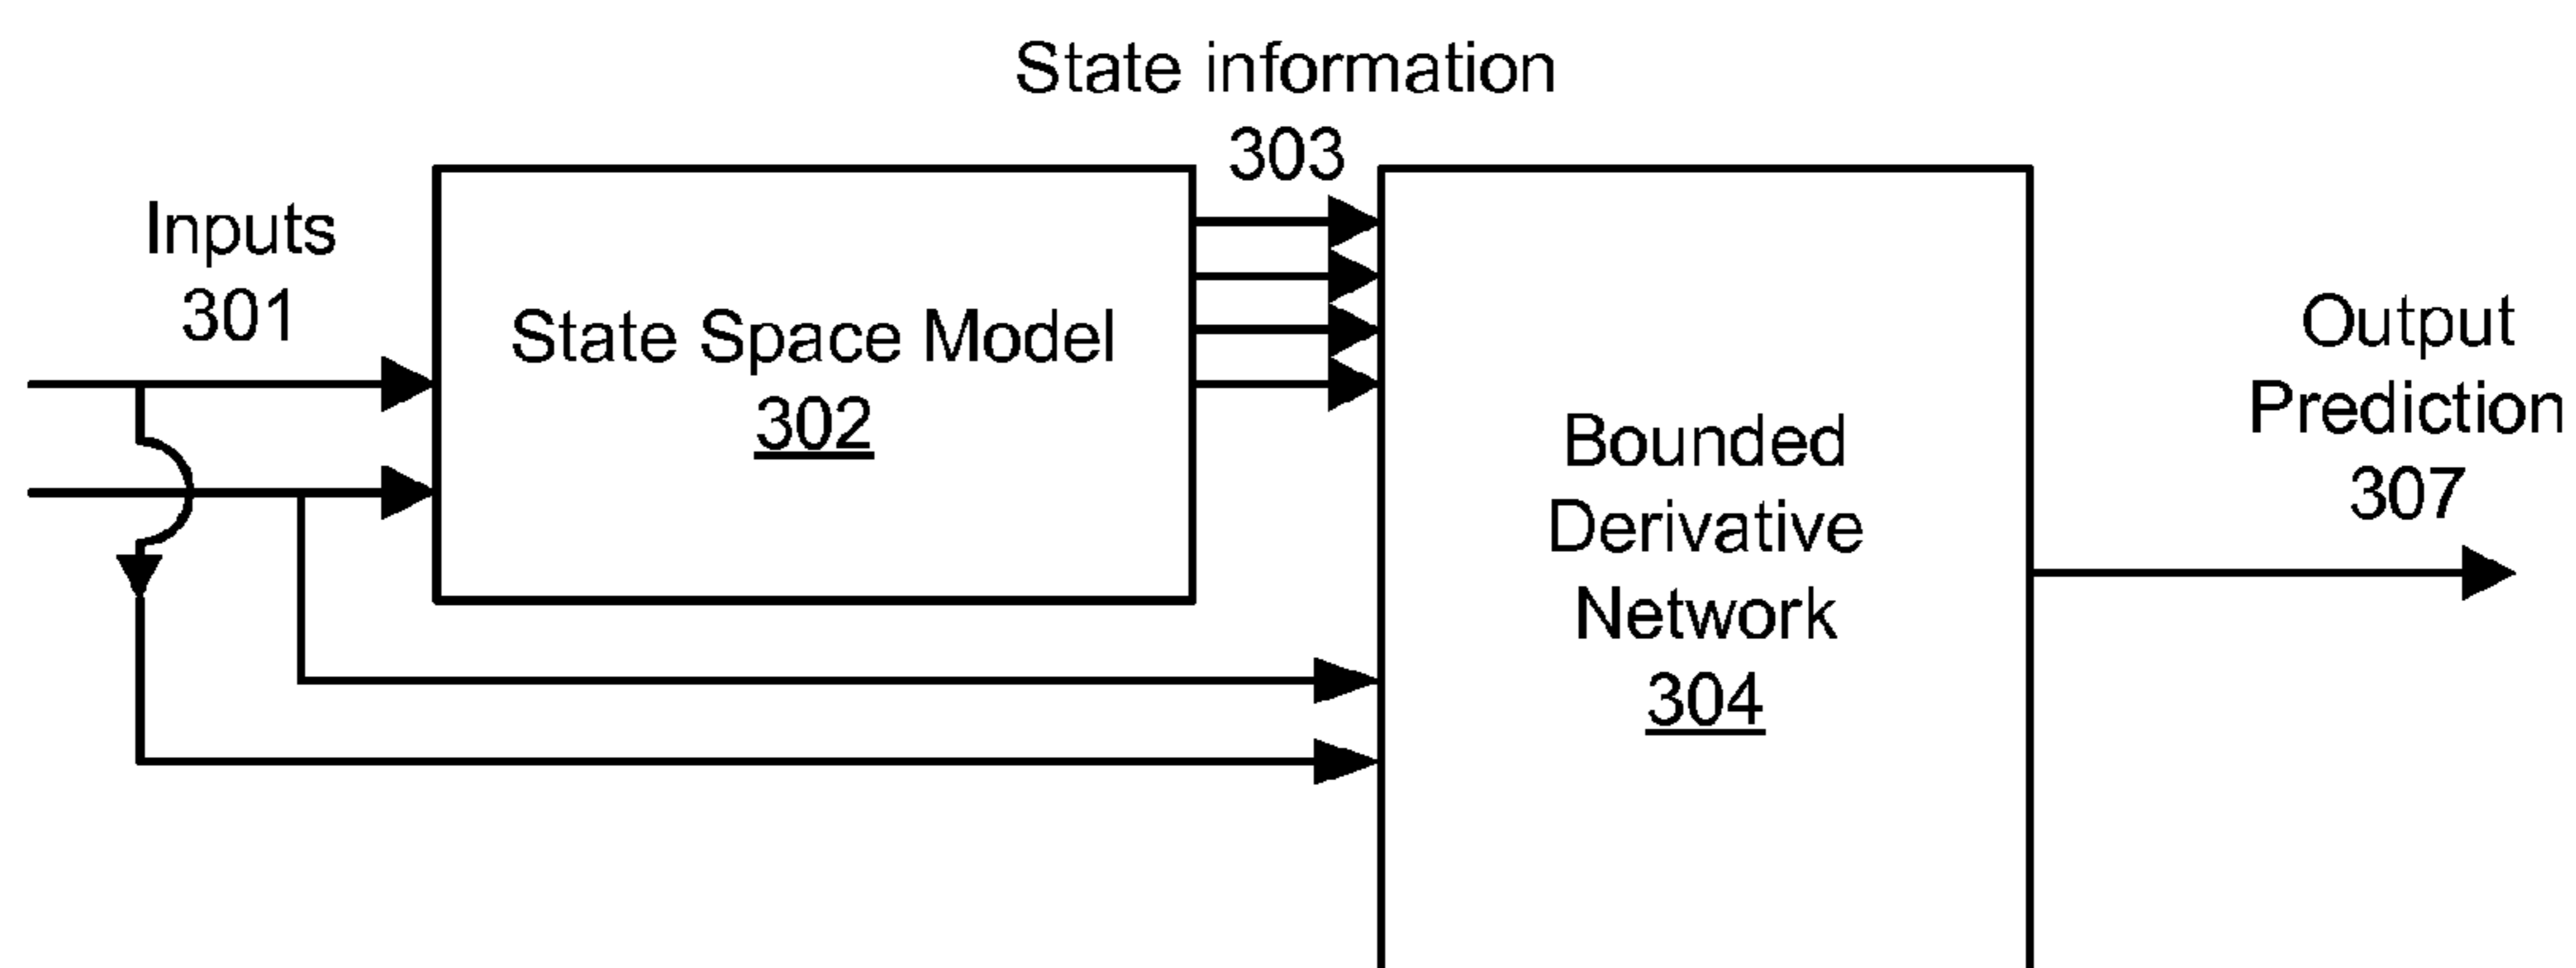 State information
303
Inputs
301
State Space Model
302
Bounded
Derivative
Network
304
Output
Prediction
307